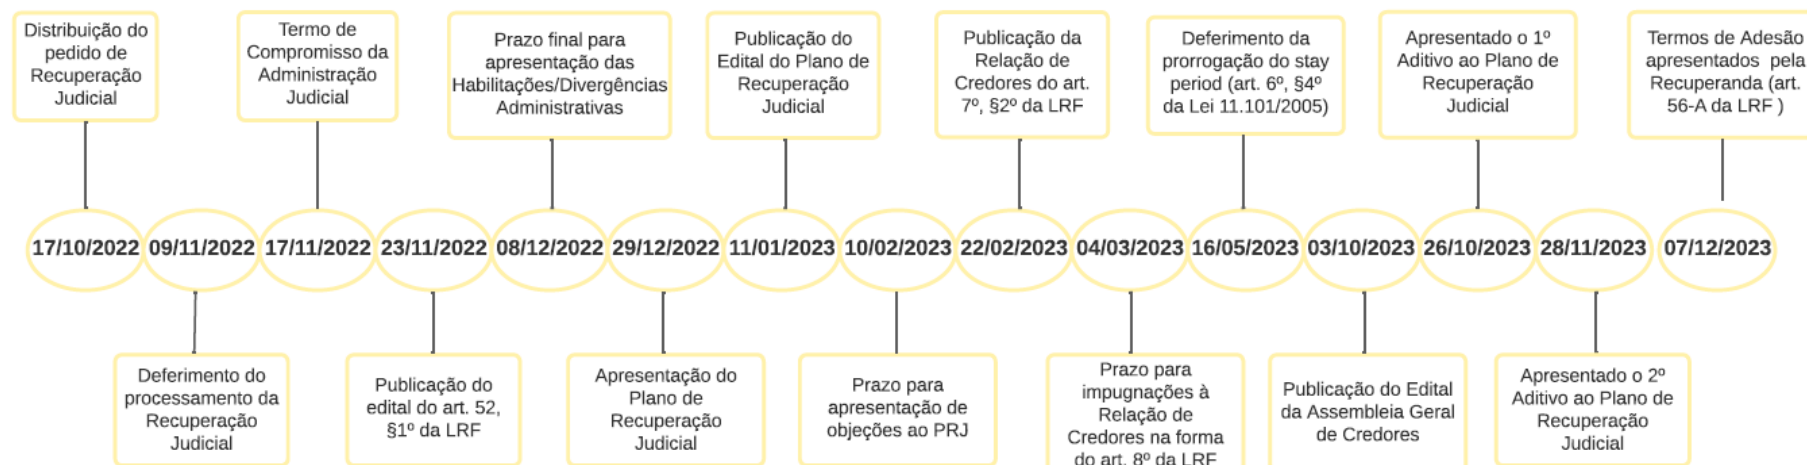 Distribuição do
pedido de
Recuperação
Judicial
Termo de
Compromisso da
Administração
Judicial
Prazo final para
apresentação das
Habilitações/Divergências
Administrativas
Publicação do
Edital do Plano de
Recuperação
Judicial
Publicação da
Relação de
Credores do art.
7º, §2º da LRF
Deferimento da
prorrogação do stay
period (art. 6º, §4º
da Lei 11.101/2005)
Apresentado o 1º
Aditivo ao Plano de
Recuperação
Judicial
Termos de Adesão
apresentados pela
Recuperanda (art.
56-A da LRF )
17/10/2022
09/11/2022
17/11/2022
23/11/2022
08/12/2022
29/12/2022
11/01/2023
10/02/2023
22/02/2023
04/03/2023
16/05/2023
03/10/2023
26/10/2023
28/11/2023
07/12/2023
Deferimento do
processamento da
Recuperação
Judicial
Publicação do
edital do art. 52,
§1º da LRF
Apresentação do
Plano de
Recuperação
Judicial
Prazo para
apresentação de
objeções ao PRJ
Prazo para
impugnações à
Relação de
Credores na forma
do art. 8º da LRF
Publicação do Edital
da Assembleia Geral
de Credores
Apresentado o 2º
Aditivo ao Plano de
Recuperação
Judicial